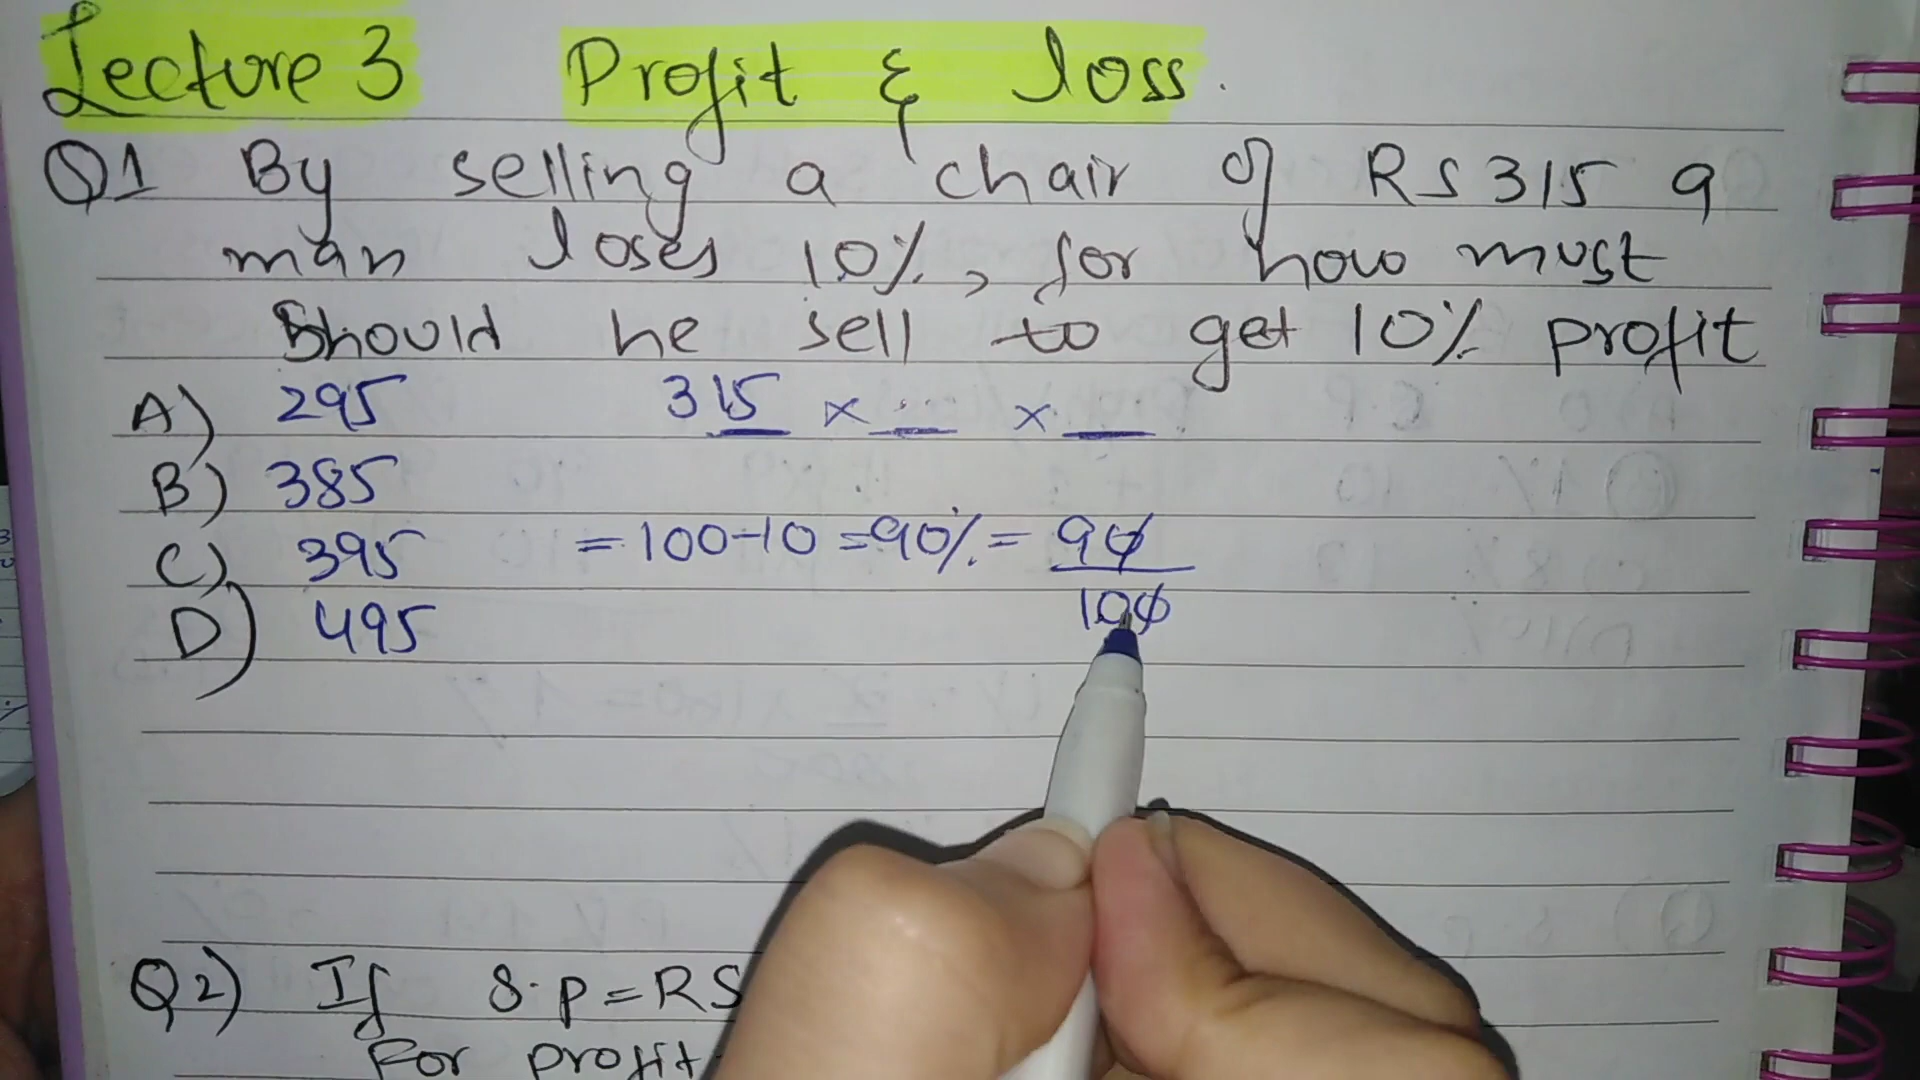 Lecture 3 Profit & loss.
Q1 By selling a chair of RS 315 a
man loses 10%, for how must
Should he sell to get 10% profit
A) 295 315 × __ × __
B) 385
C) 395 = 100-10 = 90% = 90/100
D) 495
Q2) If S.P = RS
For profit